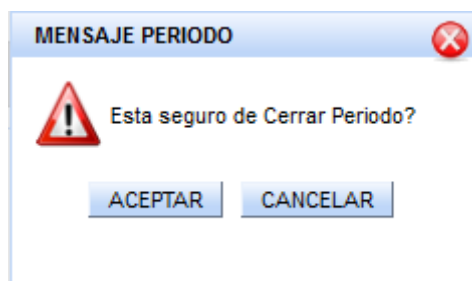 MENSAJE PERIODO
Esta seguro de Cerrar Periodo?
ACEPTAR CANCELAR